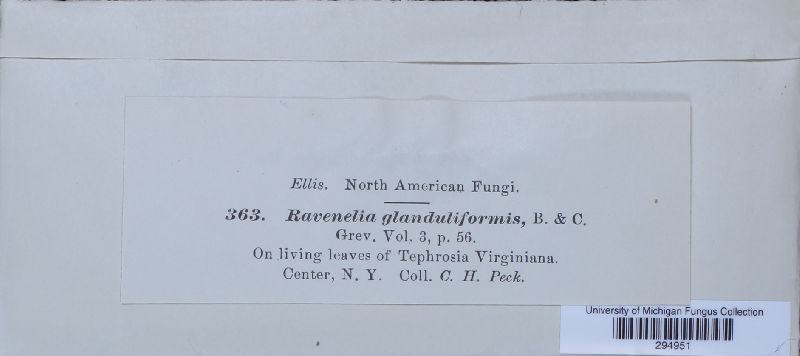 Ellis. North American Fungi.
363. Ravenelia glanduliformis, B. & C.
Grev. Vol. 3, p. 56.
On living leaves of Tephrosia Virginiana.
Center, N. Y. Coll. C. H. Peck.
University of Michigan Fungus Collection
294951